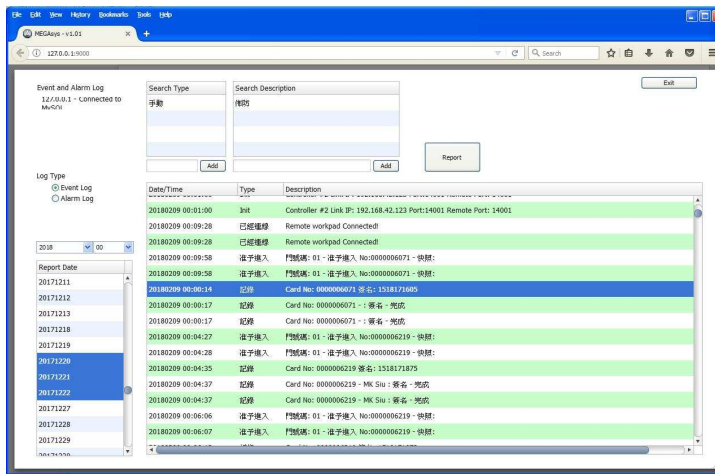 File Edit View History Bookmarks Tools Help
MEGAsys - v1.01
127.0.0.1:9000
Search
Exit
Event and Alarm Log
127.0.0.1 - Connected to
MySQL
Search Type
手動
Add
Search Description
佈防
Add
Report
Log Type
Event Log
Alarm Log
2018 00
Report Date
20171211
20171212
20171213
20171218
20171219
20171220
20171221
20171222
20171227
20171228
20171229
Date/Time Type Description
20180209 00:01:00 Init Controller #2 Link IP: 192.168.42.123 Port:14001 Remote Port: 14001
20180209 00:09:28 已經連線 Remote workpad Connected!
20180209 00:09:28 已經連線 Remote workpad Connected!
20180209 00:09:58 准予進入 門號碼: 01 - 准予進入 No:0000006071 - 快照:
20180209 00:09:58 准予進入 門號碼: 01 - 准予進入 No:0000006071 - 快照:
20180209 00:00:14 記錄 Card No: 0000006071 簽名: 1518171605
20180209 00:00:17 記錄 Card No: 0000006071 - : 簽名 - 完成
20180209 00:00:17 記錄 Card No: 0000006071 - : 簽名 - 完成
20180209 00:04:27 准予進入 門號碼: 01 - 准予進入 No:0000006219 - 快照:
20180209 00:04:28 准予進入 門號碼: 01 - 准予進入 No:0000006219 - 快照:
20180209 00:04:35 記錄 Card No: 0000006219 簽名: 1518171875
20180209 00:04:37 記錄 Card No: 0000006219 - MK Siu : 簽名 - 完成
20180209 00:04:37 記錄 Card No: 0000006219 - MK Siu : 簽名 - 完成
20180209 00:06:06 准予進入 門號碼: 01 - 准予進入 No:0000006219 - 快照:
20180209 00:06:07 准予進入 門號碼: 01 - 准予進入 No:0000006219 - 快照: